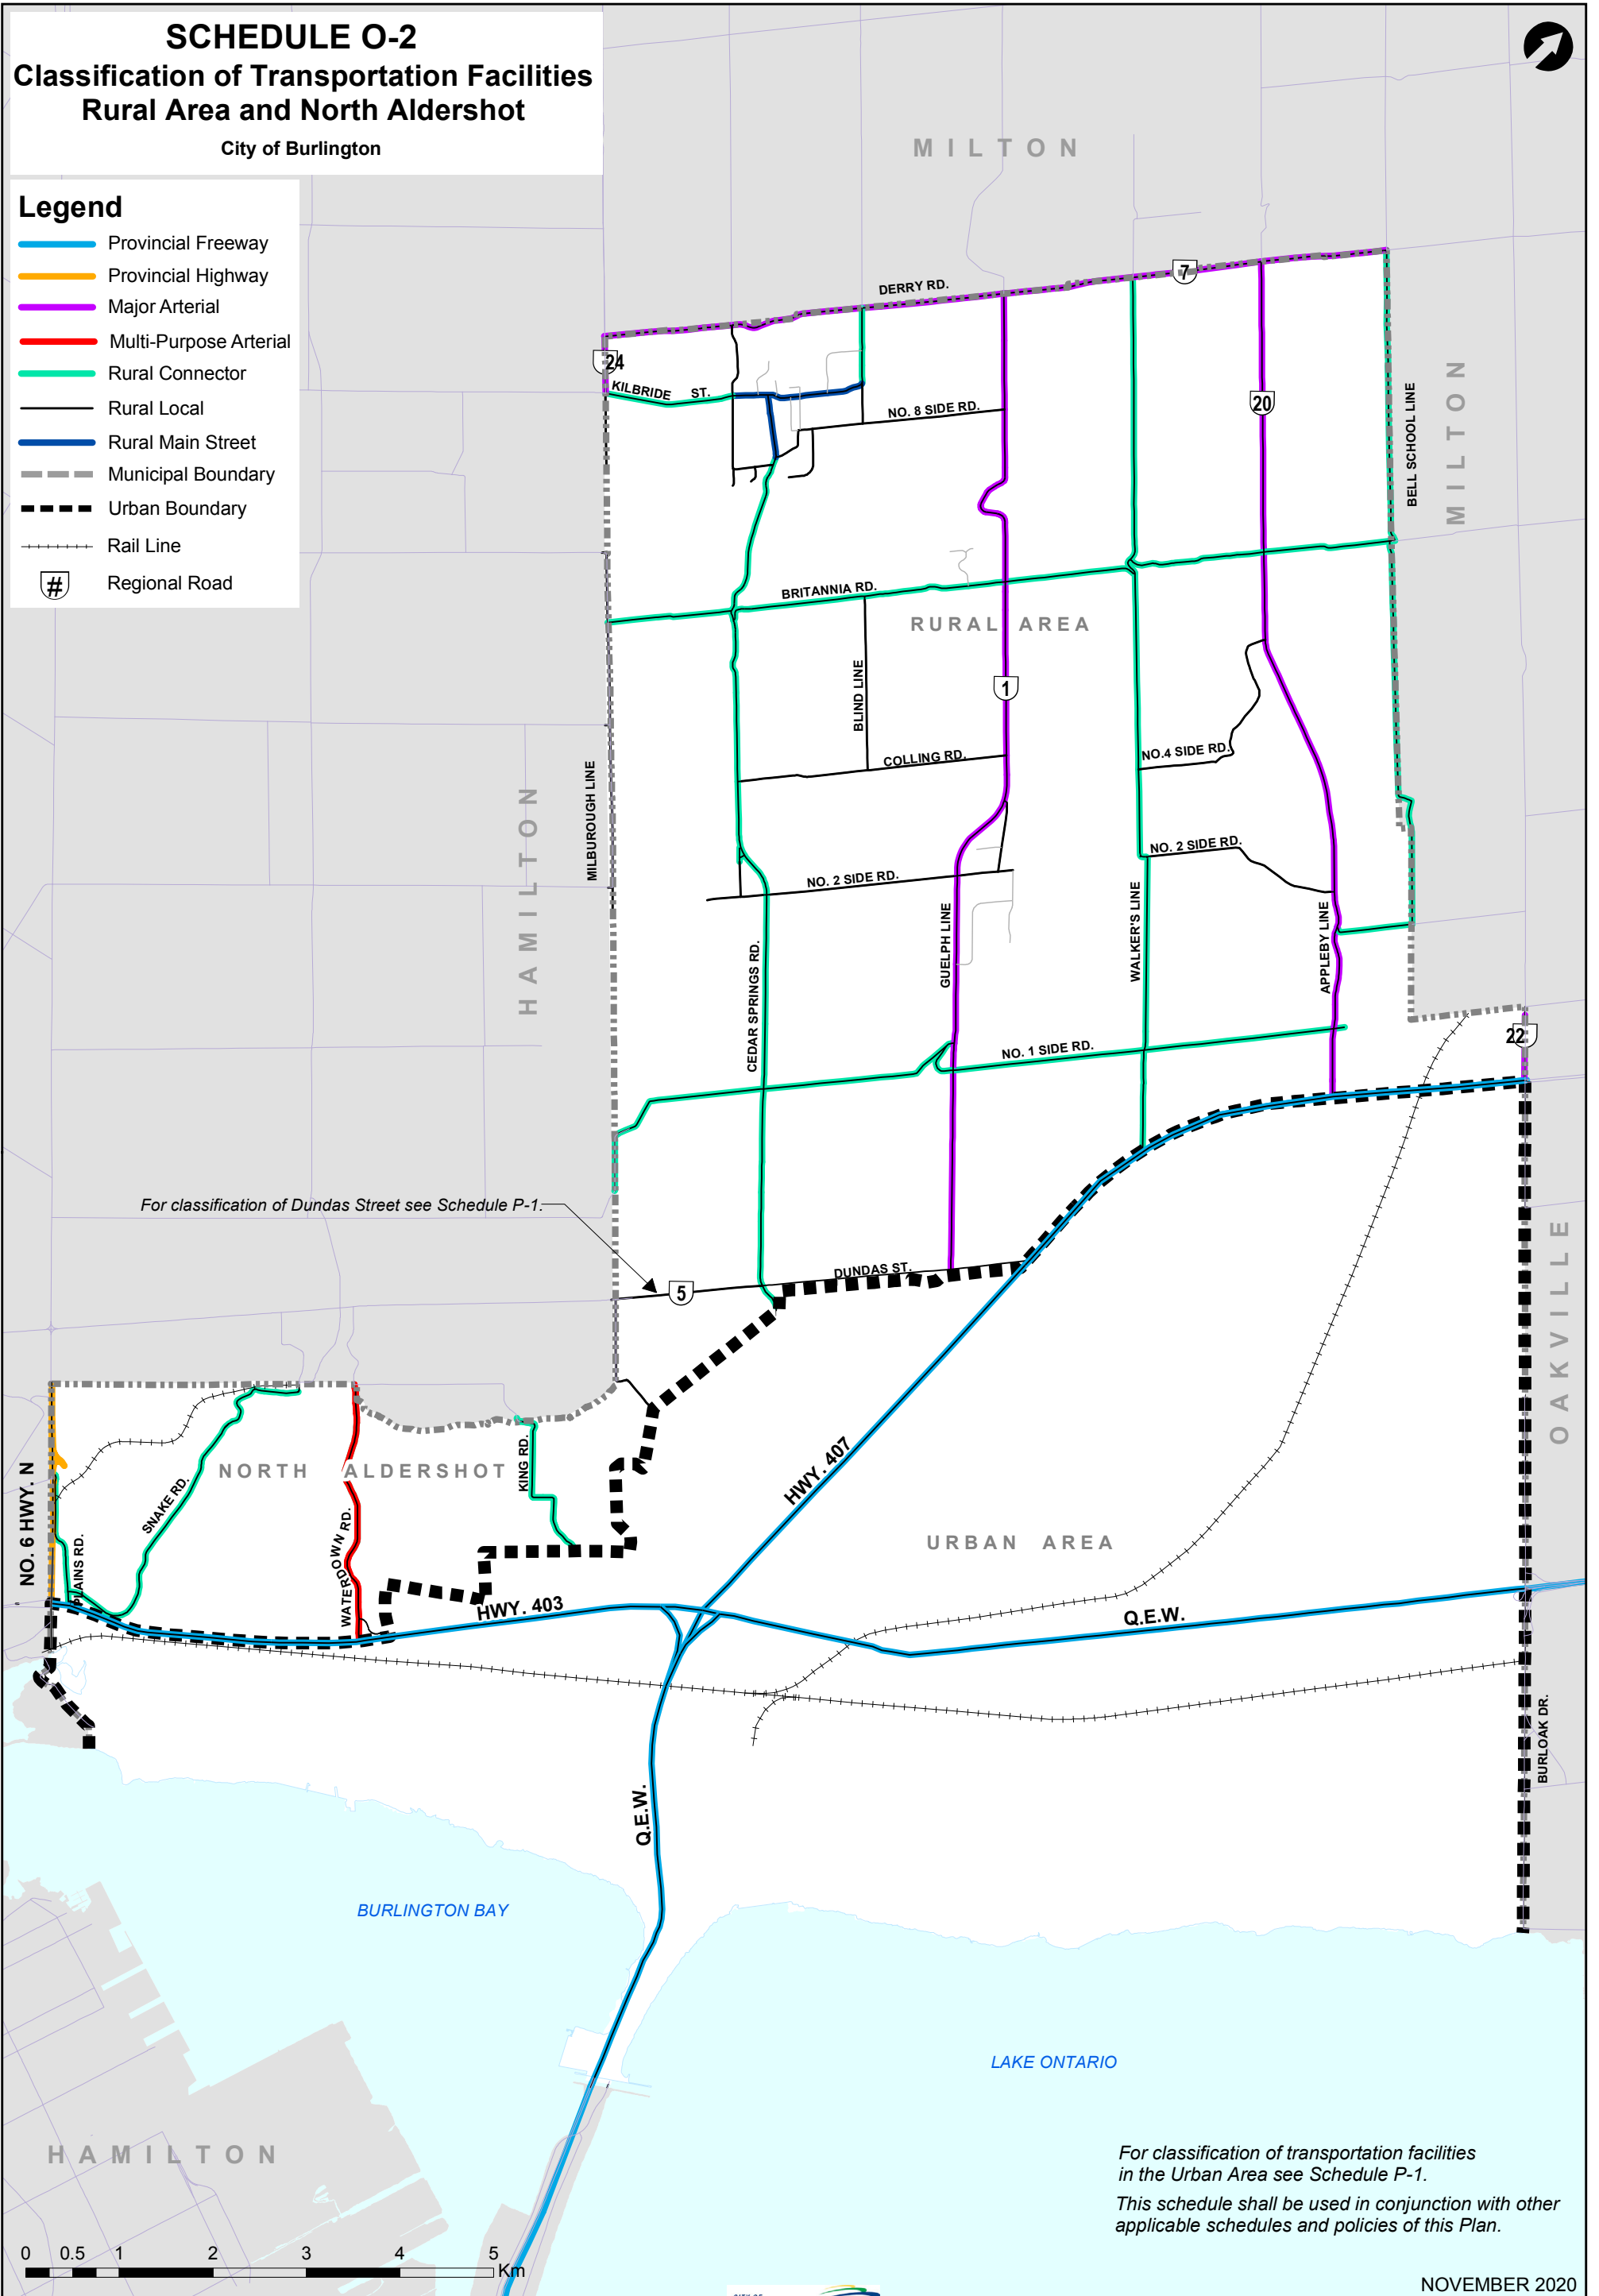 SCHEDULE O-2
Classification of Transportation Facilities
Rural Area and North Aldershot
City of Burlington
Legend
Provincial Freeway
Provincial Highway
Major Arterial
Multi-Purpose Arterial
Rural Connector
Rural Local
Rural Main Street
Municipal Boundary
Urban Boundary
Rail Line
# Regional Road
MILTON
7
DERRY RD.
24
KILBRIDE ST.
NO. 8 SIDE RD.
20
BELL SCHOOL LINE
MILTON
BRITANNIA RD.
RURAL AREA
BLIND LINE
1
COLLING RD.
NO.4 SIDE RD.
MILBOROUGH LINE
HAMILTON
NO. 2 SIDE RD.
NO. 2 SIDE RD.
CEDAR SPRINGS RD.
GUELPH LINE
WALKER'S LINE
APPLEBY LINE
NO. 1 SIDE RD.
22
For classification of Dundas Street see Schedule P-1.
DUNDAS ST.
5
OAKVILLE
NO. 6 HWY. N
PLAINS RD.
SNAKE RD.
NORTH ALDERSHOT
WATERDOWN RD.
KING RD.
HWY. 407
URBAN AREA
HWY. 403
Q.E.W.
BURLOAK DR.
Q.E.W.
BURLINGTON BAY
LAKE ONTARIO
HAMILTON
For classification of transportation facilities
in the Urban Area see Schedule P-1.
This schedule shall be used in conjunction with other
applicable schedules and policies of this Plan.
0 0.5 1 2 3 4 5
Km
NOVEMBER 2020